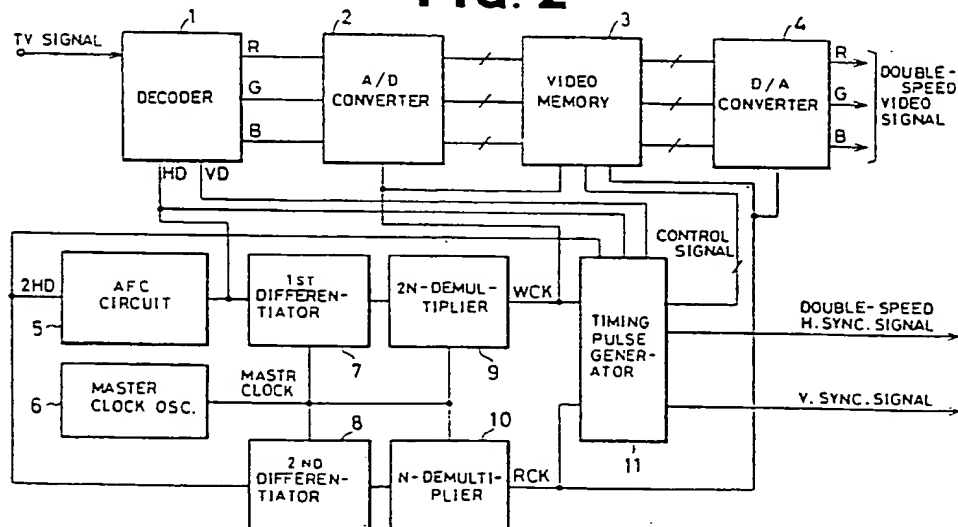 FIG. 2
TV SIGNAL
1
DECODER
R
G
B
HD
VD
2
A/D
CONVERTER
3
VIDEO
MEMORY
4
D/A
CONVERTER
R
G
B
DOUBLE-
SPEED
VIDEO
SIGNAL
CONTROL
SIGNAL
2HD
AFC
CIRCUIT
5
1ST
DIFFEREN-
TIATOR
7
2N-DEMUL-
TIPLIER
9
WCK
TIMING
PULSE
GENER-
ATOR
11
DOUBLE-SPEED
H.SYNC.SIGNAL
V.SYNC.SIGNAL
MASTER
CLOCK OSC.
6
MASTR
CLOCK
8
2ND
DIFFEREN-
TIATOR
10
N-DEMULTI-
PLIER
RCK